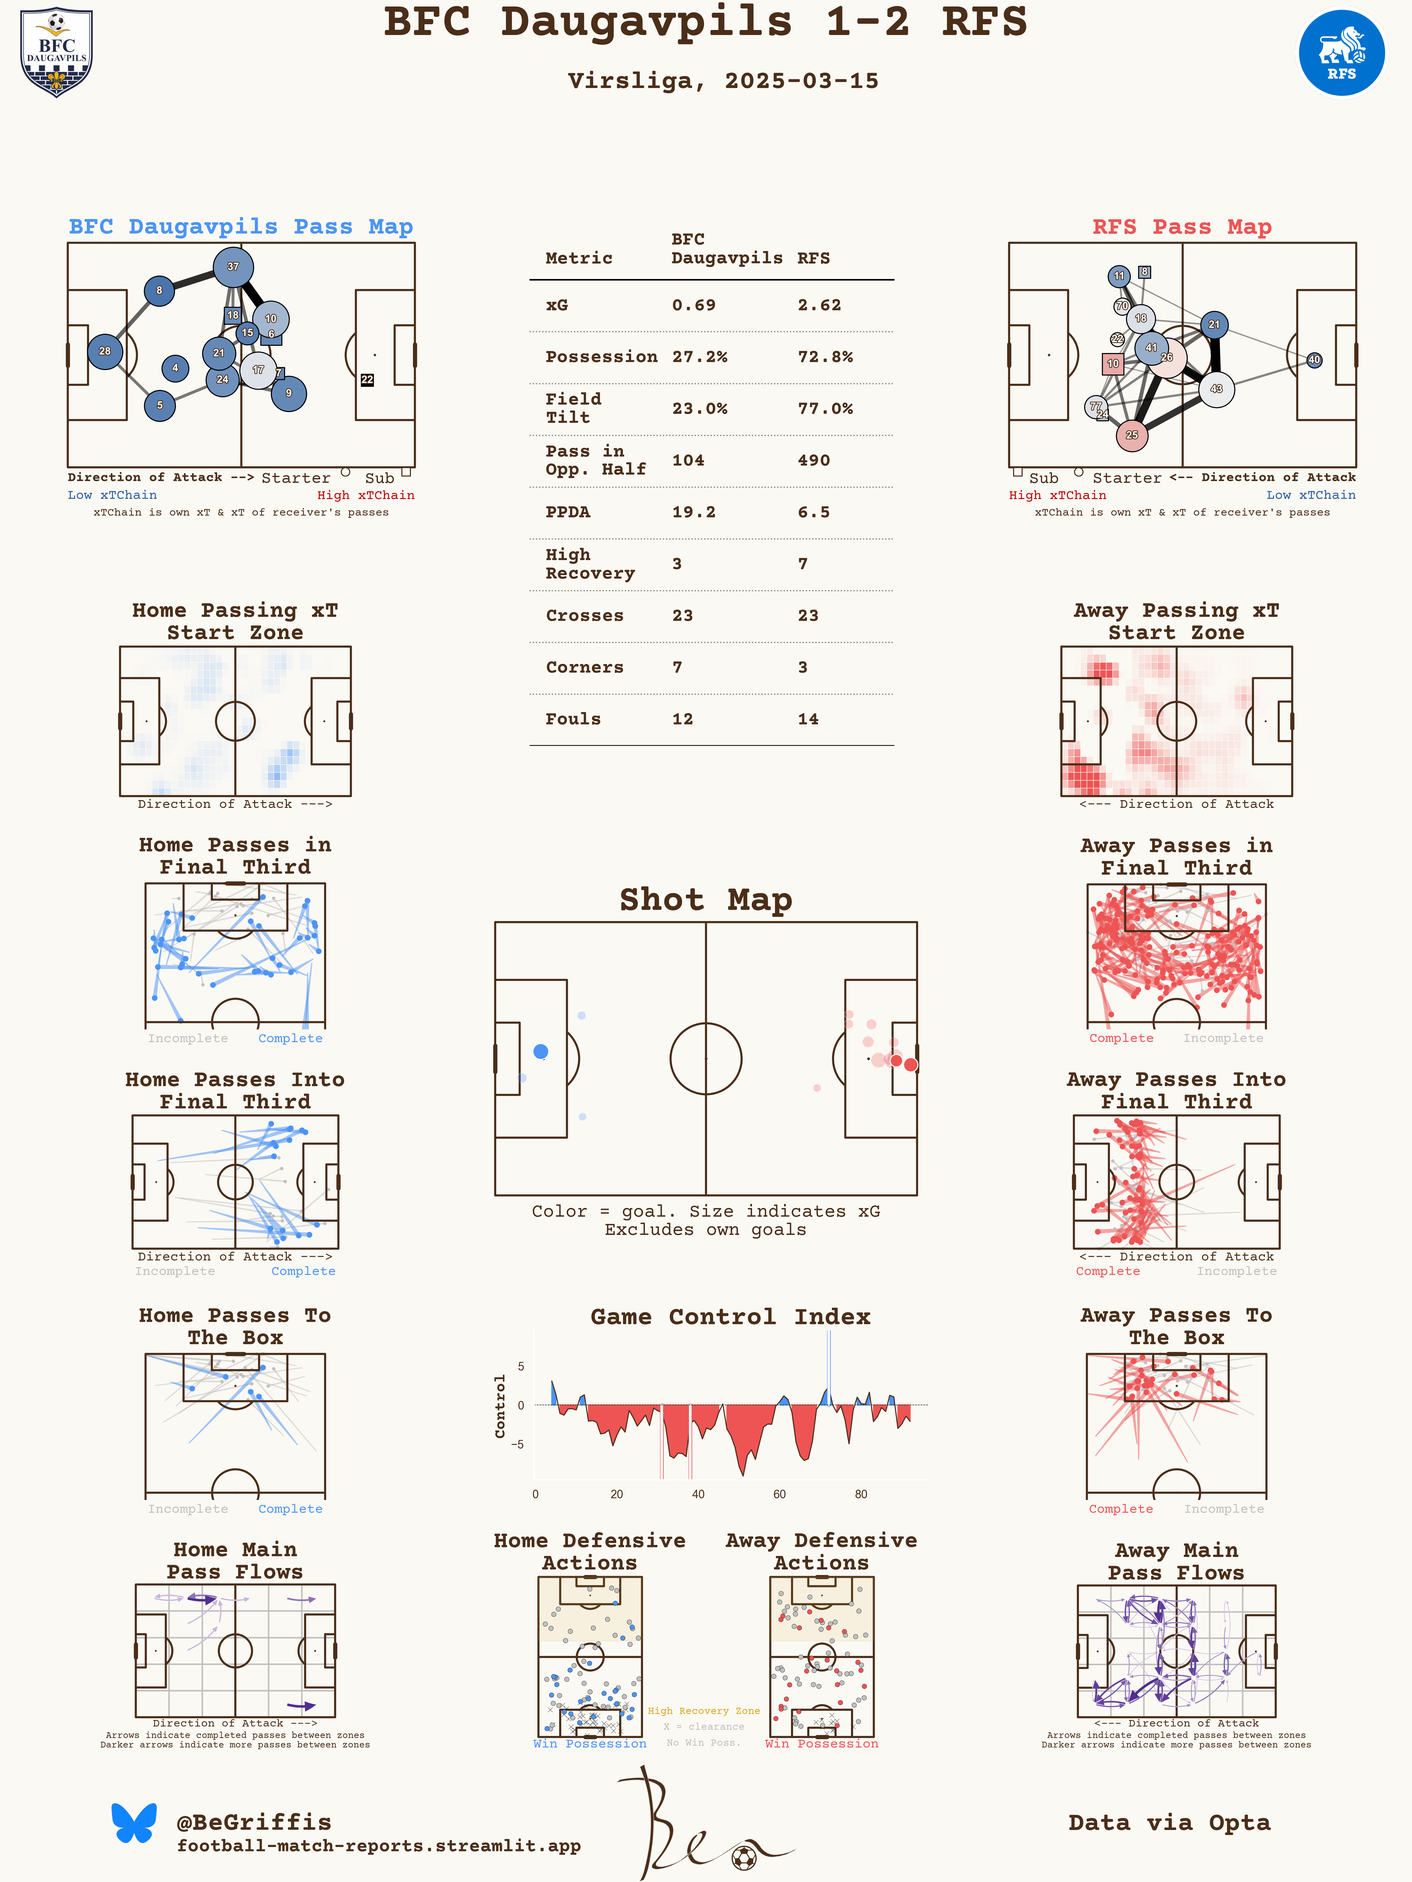 BFC Daugavpils 1-2 RFS
Virsliga, 2025-03-15
BFC
DAUGAVPILS
RFS
BFC Daugavpils Pass Map
37
8
18
10
6
15
28
21
4
17
7
24
22
9
5
Direction of Attack --> Starter Sub
Low xTChain High xTChain
xTChain is own xT & xT of receiver's passes
Metric BFC Daugavpils RFS
xG 0.69 2.62
Possession 27.2% 72.8%
Field Tilt 23.0% 77.0%
Pass in Opp. Half 104 490
PPDA 19.2 6.5
High Recovery 3 7
Crosses 23 23
Corners 7 3
Fouls 12 14
RFS Pass Map
11
8
70
18
21
22
41
26
10
40
43
77
24
25
Sub Starter <-- Direction of Attack
High xTChain Low xTChain
xTChain is own xT & xT of receiver's passes
Home Passing xT
Start Zone
Direction of Attack --->
Away Passing xT
Start Zone
<--- Direction of Attack
Home Passes in
Final Third
Incomplete Complete
Away Passes in
Final Third
Complete Incomplete
Shot Map
Color = goal. Size indicates xG
Excludes own goals
Home Passes Into
Final Third
Direction of Attack --->
Incomplete Complete
Away Passes Into
Final Third
<--- Direction of Attack
Complete Incomplete
Home Passes To
The Box
Incomplete Complete
Game Control Index
Control
5
0
−5
0 20 40 60 80
Away Passes To
The Box
Complete Incomplete
Home Main
Pass Flows
Direction of Attack --->
Arrows indicate completed passes between zones
Darker arrows indicate more passes between zones
Home Defensive
Actions
Win Possession
Away Defensive
Actions
Win Possession
High Recovery Zone
X = clearance
No Win Poss.
Away Main
Pass Flows
<--- Direction of Attack
Arrows indicate completed passes between zones
Darker arrows indicate more passes between zones
@BeGriffis
football-match-reports.streamlit.app
Ben
Data via Opta